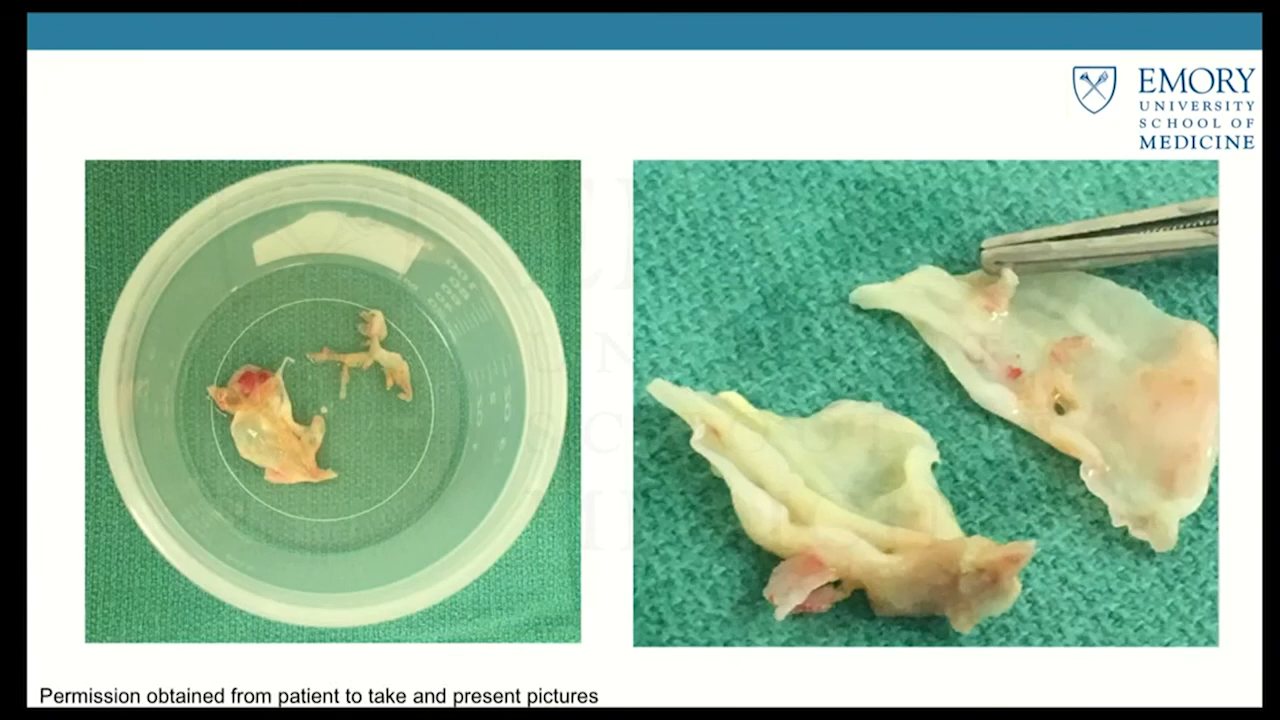 EMORY
UNIVERSITY
SCHOOL OF
MEDICINE
Permission obtained from patient to take and present pictures